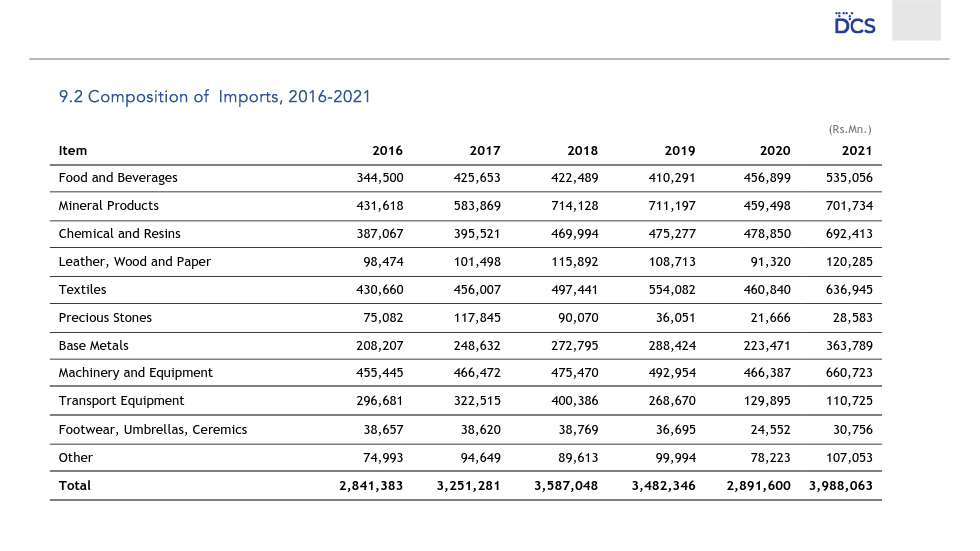 DCS
9.2 Composition of Imports, 2016-2021
(Rs.Mn.)
Item 2016 2017 2018 2019 2020 2021
Food and Beverages 344,500 425,653 422,489 410,291 456,899 535,056
Mineral Products 431,618 583,869 714,128 711,197 459,498 701,734
Chemical and Resins 387,067 395,521 469,994 475,277 478,850 692,413
Leather, Wood and Paper 98,474 101,498 115,892 108,713 91,320 120,285
Textiles 430,660 456,007 497,441 554,082 460,840 636,945
Precious Stones 75,082 117,845 90,070 36,051 21,666 28,583
Base Metals 208,207 248,632 272,795 288,424 223,471 363,789
Machinery and Equipment 455,445 466,472 475,470 492,954 466,387 660,723
Transport Equipment 296,681 322,515 400,386 268,670 129,895 110,725
Footwear, Umbrellas, Ceremics 38,657 38,620 38,769 36,695 24,552 30,756
Other 74,993 94,649 89,613 99,994 78,223 107,053
Total 2,841,383 3,251,281 3,587,048 3,482,346 2,891,600 3,988,063